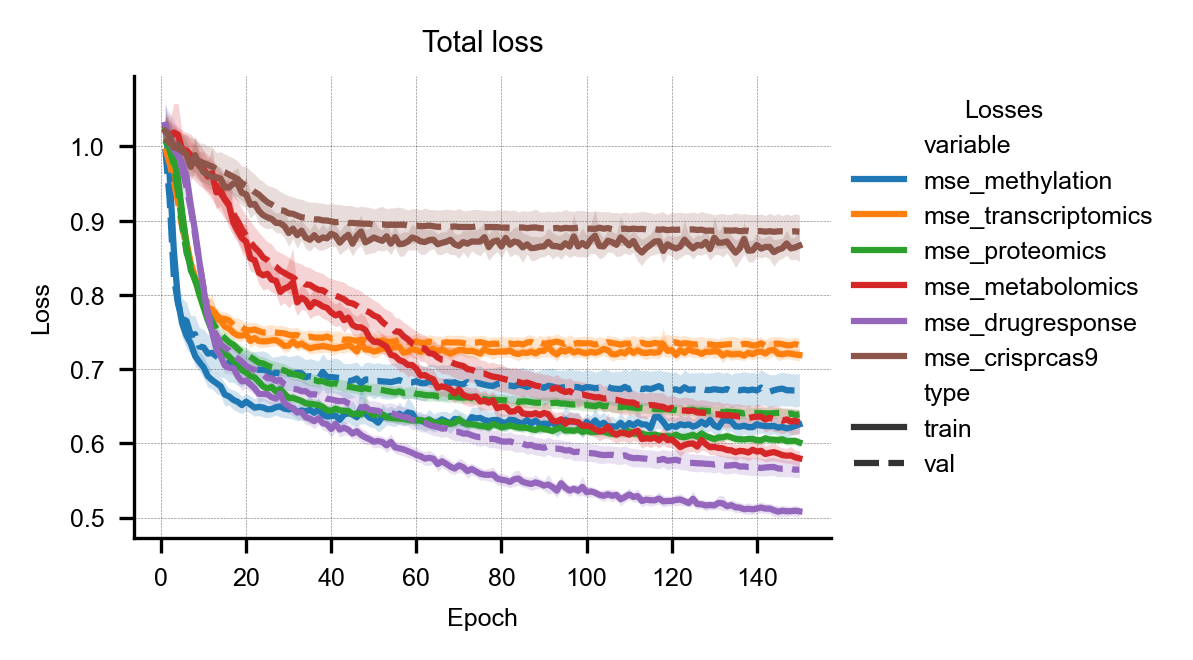 Total loss
Loss
1.0
0.9
0.8
0.7
0.6
0.5
0 20 40 60 80 100 120 140
Epoch
Losses
variable
mse_methylation
mse_transcriptomics
mse_proteomics
mse_metabolomics
mse_drugresponse
mse_crisprcas9
type
train
val